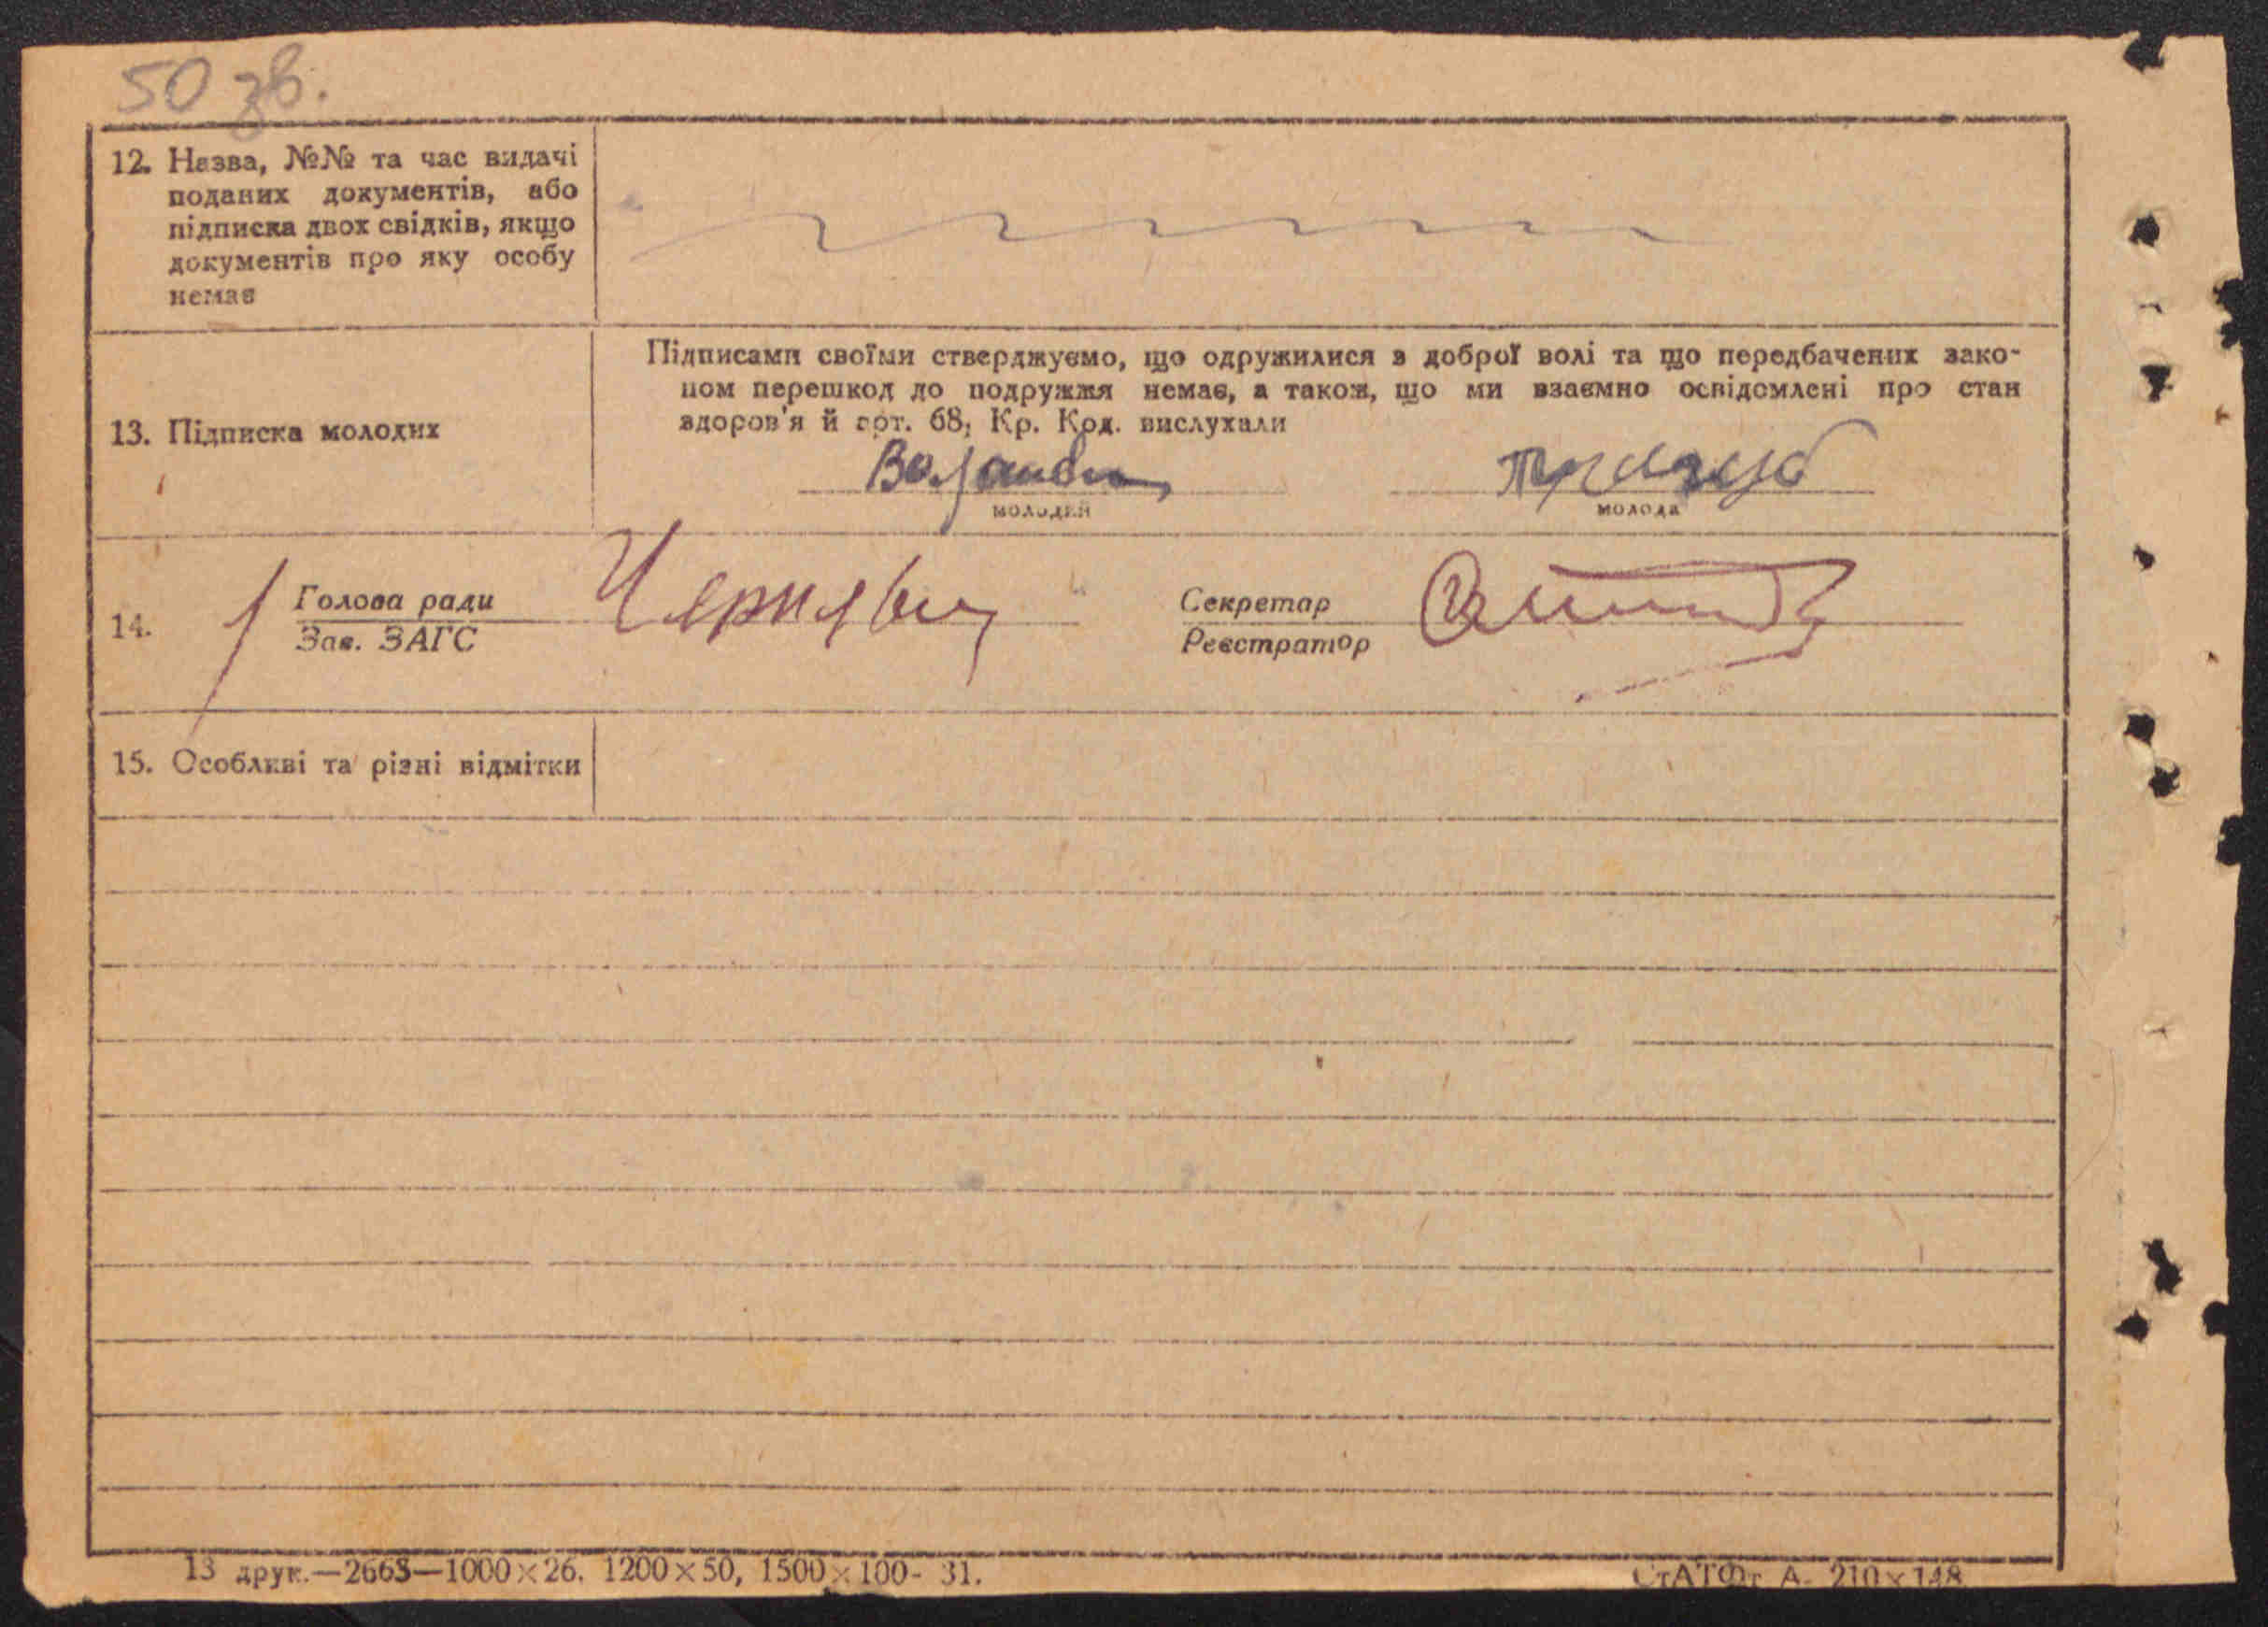 50 зв.
12. Назва, №№ та час видачі
поданих документів, або
підписка двох свідків, якщо
документів про яку особу
немає
13. Підписка молодих
Підписами своїми стверджуємо, що одружилися з доброї волі та що передбачених зако-
ном перешкод до подружжя немає, а також, що ми взаємно освідомлені про стан
здоров'я й арт. 68, Кр. Код. вислухали
молодий
молода
14.
Голова ради
Зав. ЗАГС
Секретар
Реєстратор
15. Особливі та різні відмітки
13 друк.—2663—1000×26. 1200×50, 1500×100- 31.
СтАТФт А- 210×148